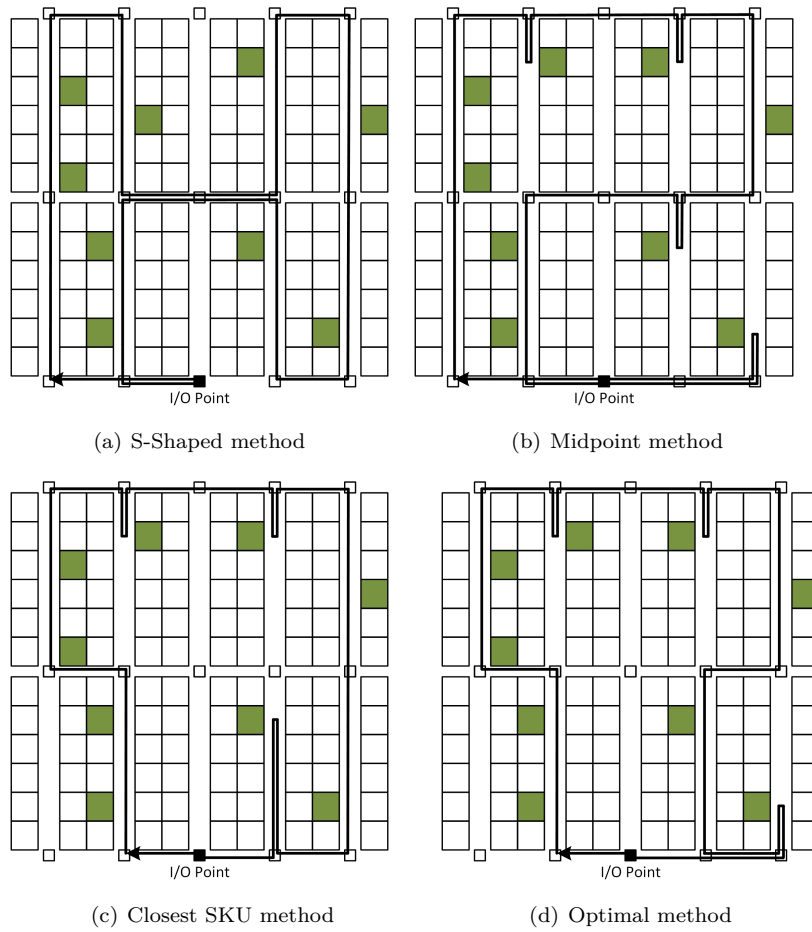 I/O Point
I/O Point
(a) S-Shaped method
(b) Midpoint method
I/O Point
I/O Point
(c) Closest SKU method
(d) Optimal method